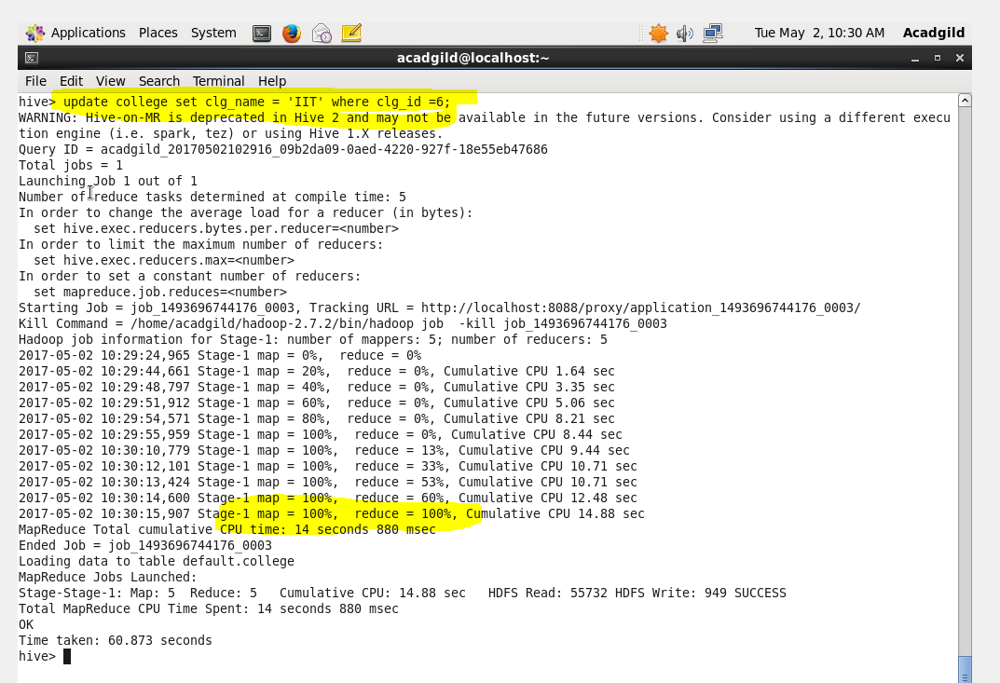 Applications Places System Tue May 2, 10:30 AM Acadgild
acadgild@localhost:~
File Edit View Search Terminal Help
hive> update college set clg_name = 'IIT' where clg_id =6;
WARNING: Hive-on-MR is deprecated in Hive 2 and may not be available in the future versions. Consider using a different execu
tion engine (i.e. spark, tez) or using Hive 1.X releases.
Query ID = acadgild_20170502102916_09b2da09-0aed-4220-927f-18e55eb47686
Total jobs = 1
Launching Job 1 out of 1
Number of reduce tasks determined at compile time: 5
In order to change the average load for a reducer (in bytes):
  set hive.exec.reducers.bytes.per.reducer=<number>
In order to limit the maximum number of reducers:
  set hive.exec.reducers.max=<number>
In order to set a constant number of reducers:
  set mapreduce.job.reduces=<number>
Starting Job = job_1493696744176_0003, Tracking URL = http://localhost:8088/proxy/application_1493696744176_0003/
Kill Command = /home/acadgild/hadoop-2.7.2/bin/hadoop job  -kill job_1493696744176_0003
Hadoop job information for Stage-1: number of mappers: 5; number of reducers: 5
2017-05-02 10:29:24,965 Stage-1 map = 0%,  reduce = 0%
2017-05-02 10:29:44,661 Stage-1 map = 20%,  reduce = 0%, Cumulative CPU 1.64 sec
2017-05-02 10:29:48,797 Stage-1 map = 40%,  reduce = 0%, Cumulative CPU 3.35 sec
2017-05-02 10:29:51,912 Stage-1 map = 60%,  reduce = 0%, Cumulative CPU 5.06 sec
2017-05-02 10:29:54,571 Stage-1 map = 80%,  reduce = 0%, Cumulative CPU 8.21 sec
2017-05-02 10:29:55,959 Stage-1 map = 100%,  reduce = 0%, Cumulative CPU 8.44 sec
2017-05-02 10:30:10,779 Stage-1 map = 100%,  reduce = 13%, Cumulative CPU 9.44 sec
2017-05-02 10:30:12,101 Stage-1 map = 100%,  reduce = 33%, Cumulative CPU 10.71 sec
2017-05-02 10:30:13,424 Stage-1 map = 100%,  reduce = 53%, Cumulative CPU 10.71 sec
2017-05-02 10:30:14,600 Stage-1 map = 100%,  reduce = 60%, Cumulative CPU 12.48 sec
2017-05-02 10:30:15,907 Stage-1 map = 100%,  reduce = 100%, Cumulative CPU 14.88 sec
MapReduce Total cumulative CPU time: 14 seconds 880 msec
Ended Job = job_1493696744176_0003
Loading data to table default.college
MapReduce Jobs Launched:
Stage-Stage-1: Map: 5  Reduce: 5   Cumulative CPU: 14.88 sec   HDFS Read: 55732 HDFS Write: 949 SUCCESS
Total MapReduce CPU Time Spent: 14 seconds 880 msec
OK
Time taken: 60.873 seconds
hive>